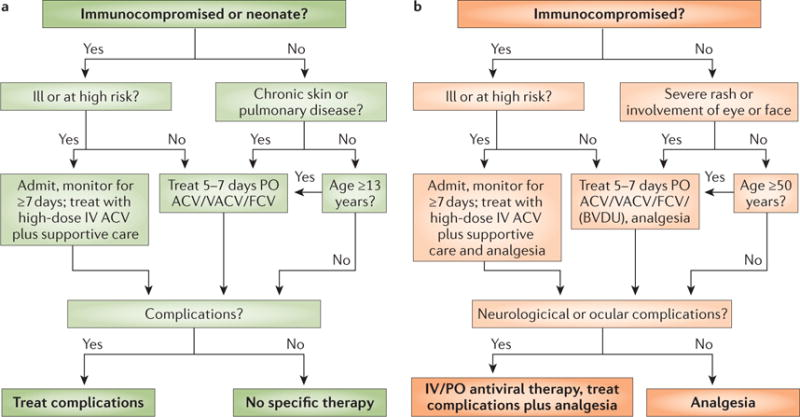 a
Immunocompromised or neonate?
Yes
No
Ill or at high risk?
Chronic skin or
pulmonary disease?
Yes
No
Yes
No
Admit, monitor for
≥7 days; treat with
high-dose IV ACV
plus supportive care
Treat 5–7 days PO
ACV/VACV/FCV
Yes
Age ≥13
years?
No
Complications?
Yes
No
Treat complications
No specific therapy
b
Immunocompromised?
Yes
No
Ill or at high risk?
Severe rash or
involvement of eye or face
Yes
No
Yes
No
Admit, monitor for
≥7 days; treat with
high-dose IV ACV
plus supportive
care and analgesia
Treat 5–7 days PO
ACV/VACV/FCV/
(BVDU), analgesia
Yes
Age ≥50
years?
No
Neurologicical or ocular complications?
Yes
No
IV/PO antiviral therapy, treat
complications plus analgesia
Analgesia
Nature Reviews | Disease Primers